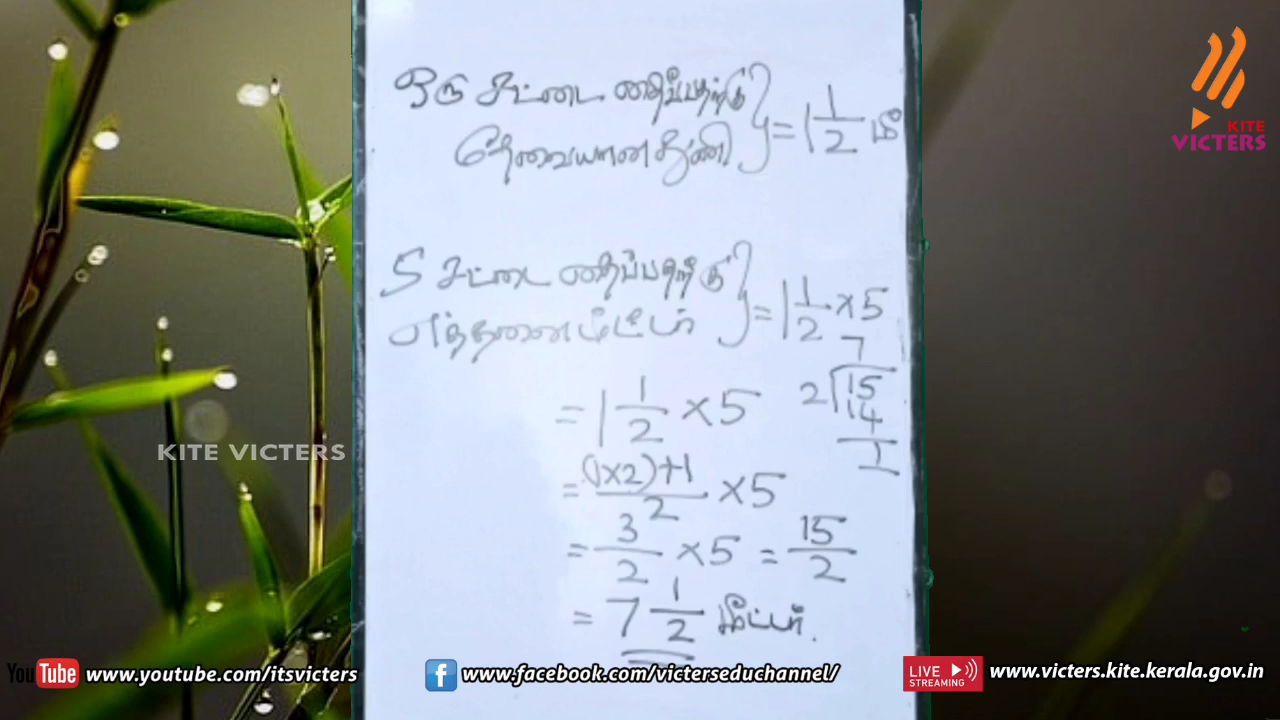 ஒரு சட்டை தைப்பதற்கு
தேவையான துணி } = 1 1/2 மீ
5 சட்டை தைப்பதற்கு
எத்தனை மீட்டர் } = 1 1/2 × 5
= 1 1/2 × 5
7
2 √15
14
1
= (1×2)+1/2 × 5
= 3/2 × 5 = 15/2
= 7 1/2 மீட்டர்.
KITE
VICTERS
KITE VICTERS
YouTube www.youtube.com/itsvicters
f www.facebook.com/victerseduchannel/
LIVE STREAMING www.victers.kite.kerala.gov.in